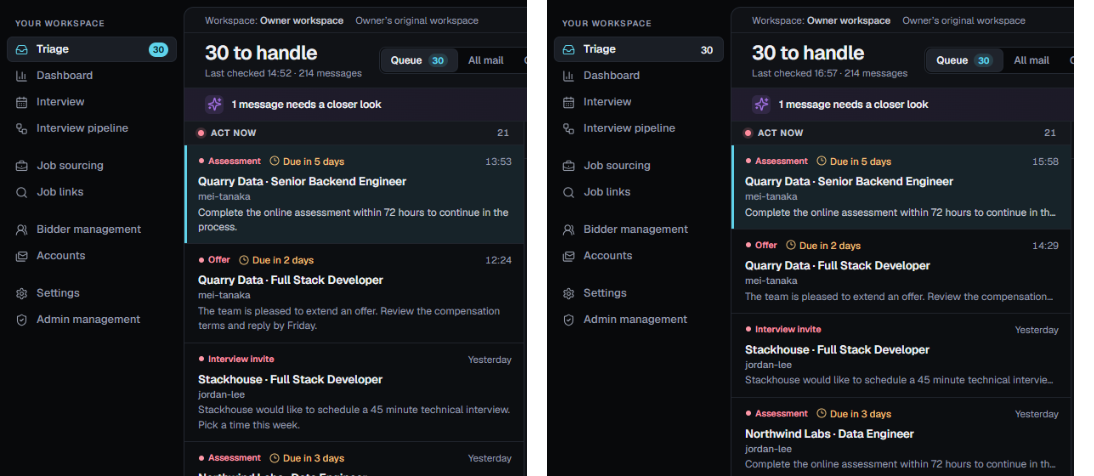 YOUR WORKSPACE
Triage 30
Dashboard
Interview
Interview pipeline
Job sourcing
Job links
Bidder management
Accounts
Settings
Admin management
Workspace: Owner workspace Owner's original workspace
30 to handle
Last checked 14:52 · 214 messages
Queue 30 All mail
1 message needs a closer look
ACT NOW 21
Assessment Due in 5 days 13:53
Quarry Data · Senior Backend Engineer
mei-tanaka
Complete the online assessment within 72 hours to continue in the
process.
Offer Due in 2 days 12:24
Quarry Data · Full Stack Developer
mei-tanaka
The team is pleased to extend an offer. Review the compensation
terms and reply by Friday.
Interview invite Yesterday
Stackhouse · Full Stack Developer
jordan-lee
Stackhouse would like to schedule a 45 minute technical interview.
Pick a time this week.
Assessment Due in 3 days Yesterday
Northwind Labs · Data Engineer
YOUR WORKSPACE
Triage 30
Dashboard
Interview
Interview pipeline
Job sourcing
Job links
Bidder management
Accounts
Settings
Admin management
Workspace: Owner workspace Owner's original workspace
30 to handle
Last checked 16:57 · 214 messages
Queue 30 All mail
1 message needs a closer look
ACT NOW 21
Assessment Due in 5 days 15:58
Quarry Data · Senior Backend Engineer
mei-tanaka
Complete the online assessment within 72 hours to continue in th…
Offer Due in 2 days 14:29
Quarry Data · Full Stack Developer
mei-tanaka
The team is pleased to extend an offer. Review the compensation…
Interview invite Yesterday
Stackhouse · Full Stack Developer
jordan-lee
Stackhouse would like to schedule a 45 minute technical intervie…
Assessment Due in 3 days Yesterday
Northwind Labs · Data Engineer
jordan-lee
Complete the online assessment within 72 hours to continue in th…